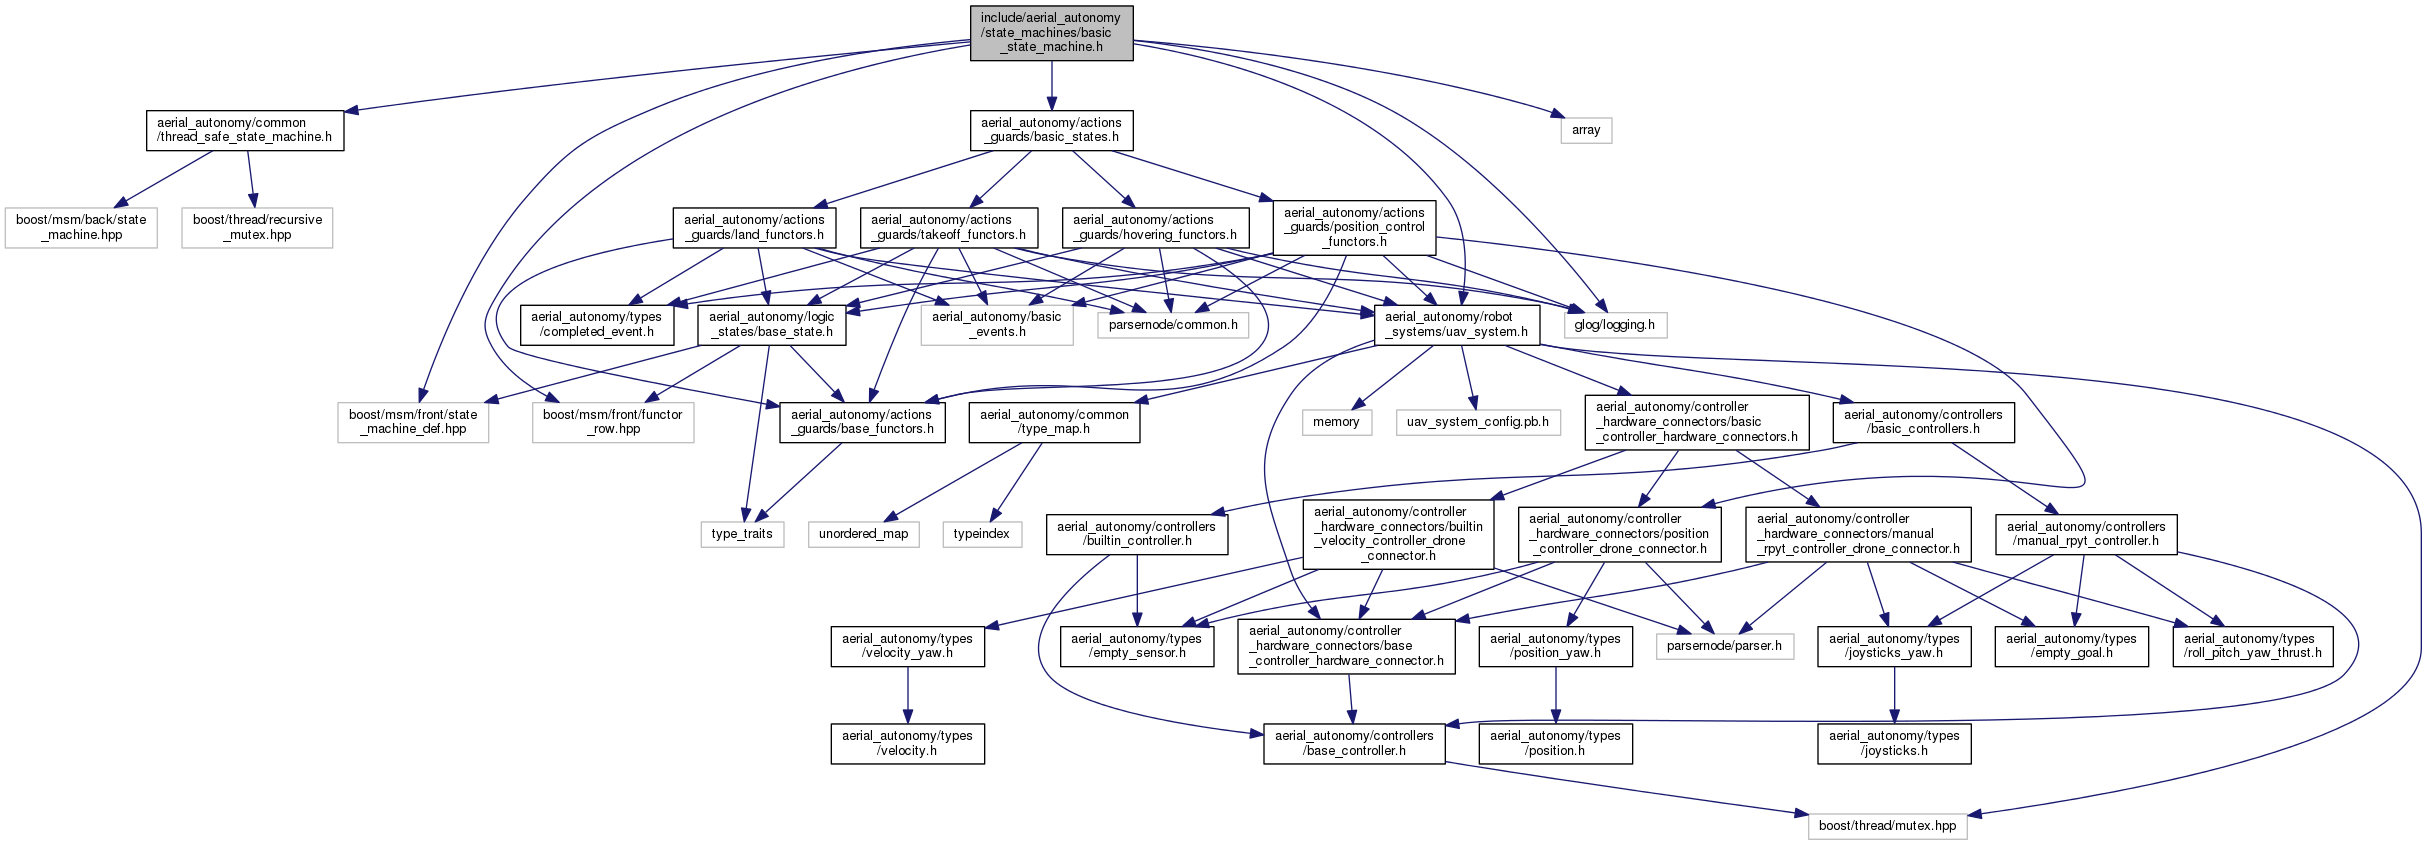 include/aerial_autonomy
/state_machines/basic
_state_machine.h
aerial_autonomy/common
/thread_safe_state_machine.h
aerial_autonomy/actions
_guards/basic_states.h
array
boost/msm/back/state
_machine.hpp
boost/thread/recursive
_mutex.hpp
aerial_autonomy/actions
_guards/land_functors.h
aerial_autonomy/actions
_guards/takeoff_functors.h
aerial_autonomy/actions
_guards/hovering_functors.h
aerial_autonomy/actions
_guards/position_control
_functors.h
aerial_autonomy/types
/completed_event.h
aerial_autonomy/logic
_states/base_state.h
aerial_autonomy/basic
_events.h
parsernode/common.h
aerial_autonomy/robot
_systems/uav_system.h
glog/logging.h
boost/msm/front/state
_machine_def.hpp
boost/msm/front/functor
_row.hpp
aerial_autonomy/actions
_guards/base_functors.h
aerial_autonomy/common
/type_map.h
memory
uav_system_config.pb.h
aerial_autonomy/controller
_hardware_connectors/basic
_controller_hardware_connectors.h
aerial_autonomy/controllers
/basic_controllers.h
type_traits
unordered_map
typeindex
aerial_autonomy/controllers
/builtin_controller.h
aerial_autonomy/controller
_hardware_connectors/builtin
_velocity_controller_drone
_connector.h
aerial_autonomy/controller
_hardware_connectors/position
_controller_drone_connector.h
aerial_autonomy/controller
_hardware_connectors/manual
_rpyt_controller_drone_connector.h
aerial_autonomy/controllers
/manual_rpyt_controller.h
aerial_autonomy/types
/velocity_yaw.h
aerial_autonomy/types
/empty_sensor.h
aerial_autonomy/controller
_hardware_connectors/base
_controller_hardware_connector.h
aerial_autonomy/types
/position_yaw.h
parsernode/parser.h
aerial_autonomy/types
/joysticks_yaw.h
aerial_autonomy/types
/empty_goal.h
aerial_autonomy/types
/roll_pitch_yaw_thrust.h
aerial_autonomy/types
/velocity.h
aerial_autonomy/controllers
/base_controller.h
aerial_autonomy/types
/position.h
aerial_autonomy/types
/joysticks.h
boost/thread/mutex.hpp